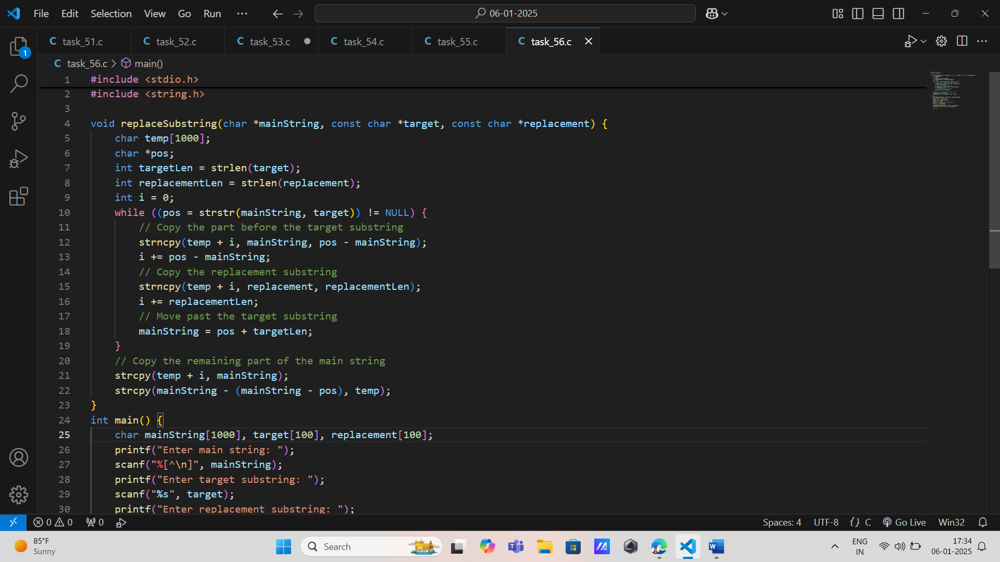 File Edit Selection View Go Run ... 06-01-2025
task_51.c task_52.c task_53.c task_54.c task_55.c task_56.c
1
C task_56.c > main()
1 #include <stdio.h>
2 #include <string.h>
3
4 void replaceSubstring(char *mainString, const char *target, const char *replacement) {
5 char temp[1000];
6 char *pos;
7 int targetLen = strlen(target);
8 int replacementLen = strlen(replacement);
9 int i = 0;
10 while ((pos = strstr(mainString, target)) != NULL) {
11 // Copy the part before the target substring
12 strncpy(temp + i, mainString, pos - mainString);
13 i += pos - mainString;
14 // Copy the replacement substring
15 strncpy(temp + i, replacement, replacementLen);
16 i += replacementLen;
17 // Move past the target substring
18 mainString = pos + targetLen;
19 }
20 // Copy the remaining part of the main string
21 strcpy(temp + i, mainString);
22 strcpy(mainString - (mainString - pos), temp);
23 }
24 int main() {
25 char mainString[1000], target[100], replacement[100];
26 printf("Enter main string: ");
27 scanf("%[^\n]", mainString);
28 printf("Enter target substring: ");
29 scanf("%s", target);
30 printf("Enter replacement substring: ");
0 0 0 Spaces: 4 UTF-8 {} C Go Live Win32
85°F
Sunny
Search
ENG
IN
17:34
06-01-2025